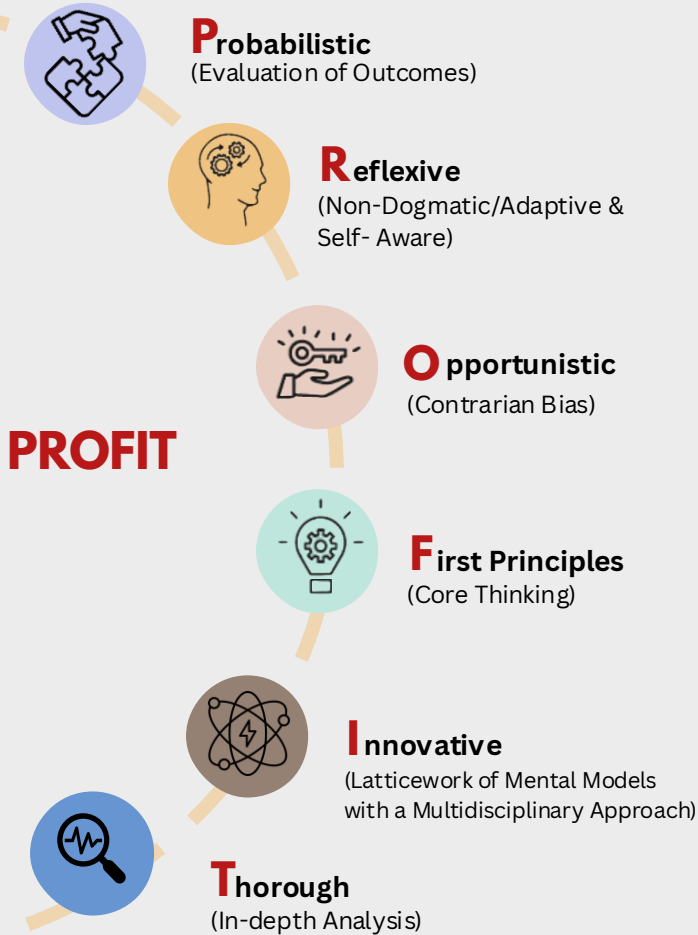 Probabilistic
(Evaluation of Outcomes)
Reflexive
(Non-Dogmatic/Adaptive &
Self- Aware)
Opportunistic
(Contrarian Bias)
PROFIT
First Principles
(Core Thinking)
Innovative
(Latticework of Mental Models
with a Multidisciplinary Approach)
Thorough
(In-depth Analysis)